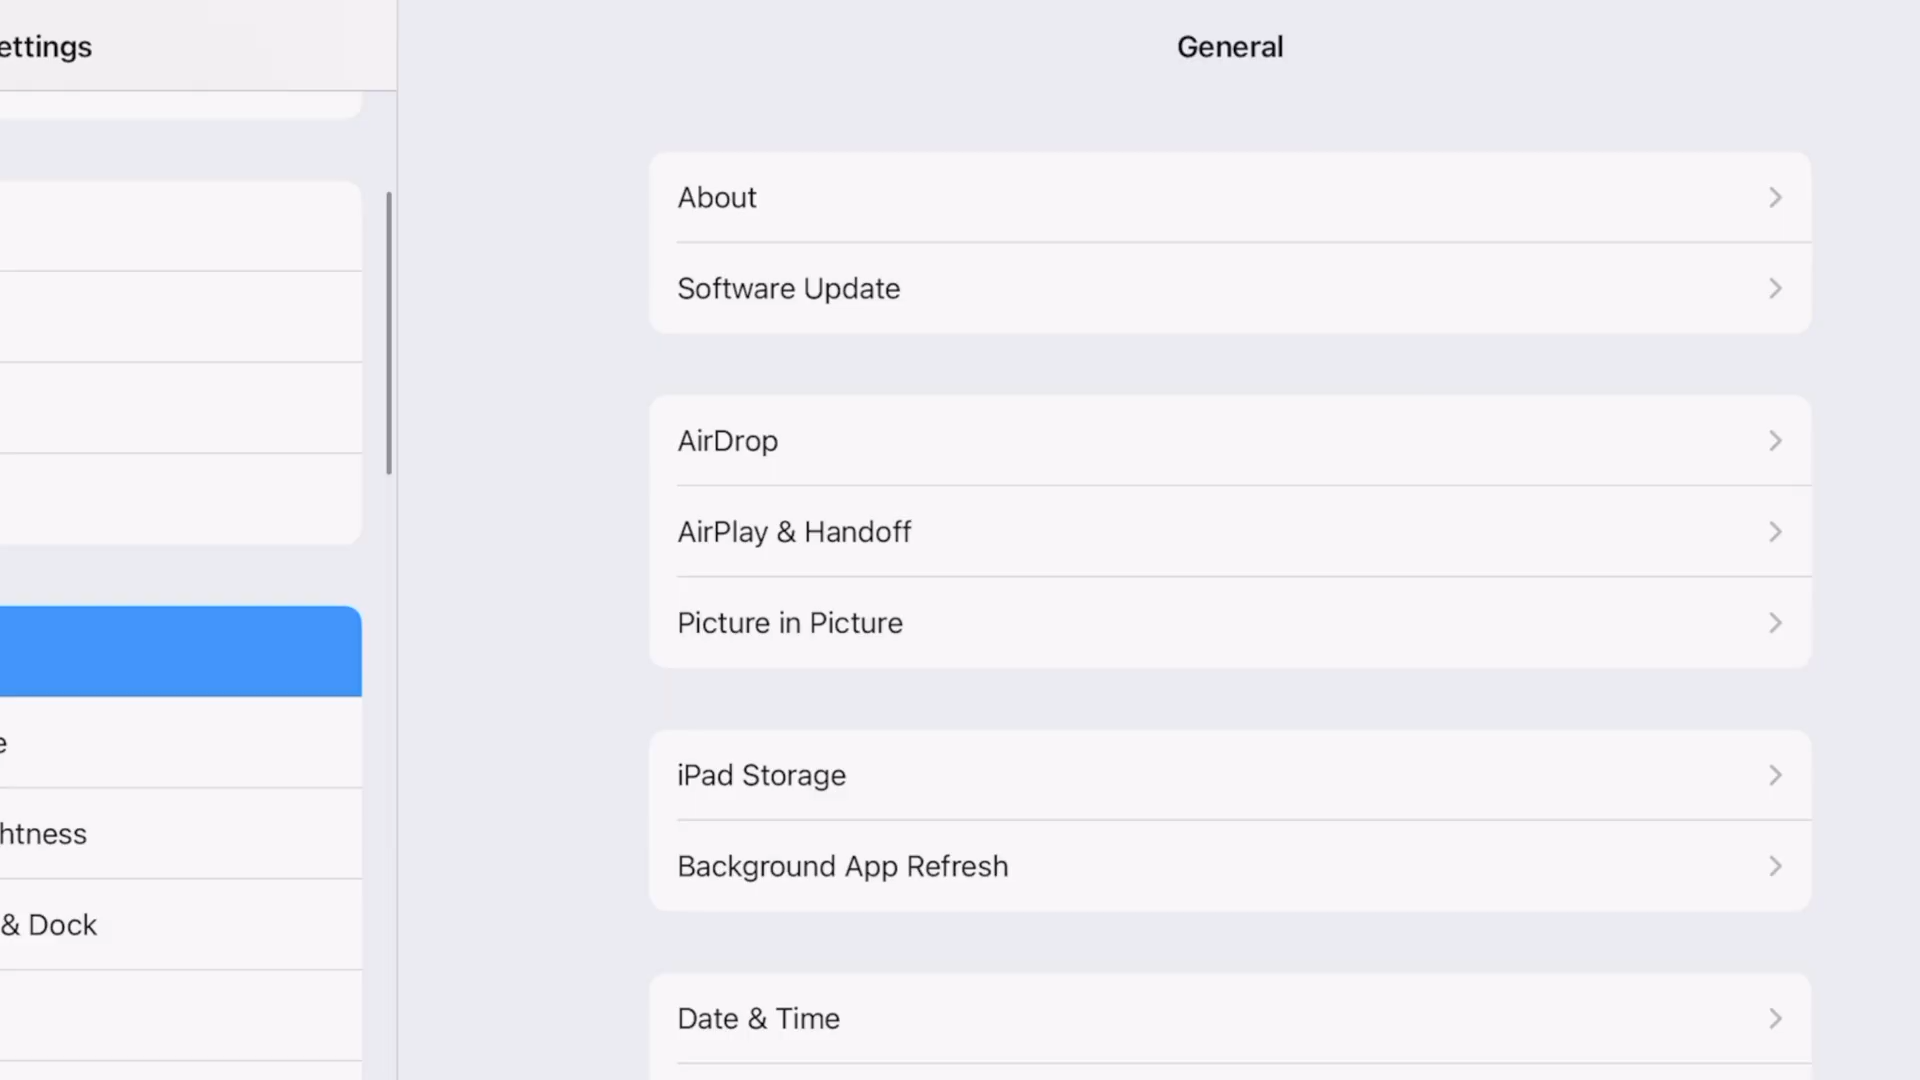 ettings
e
htness
& Dock
General
About
Software Update
AirDrop
AirPlay & Handoff
Picture in Picture
iPad Storage
Background App Refresh
Date & Time